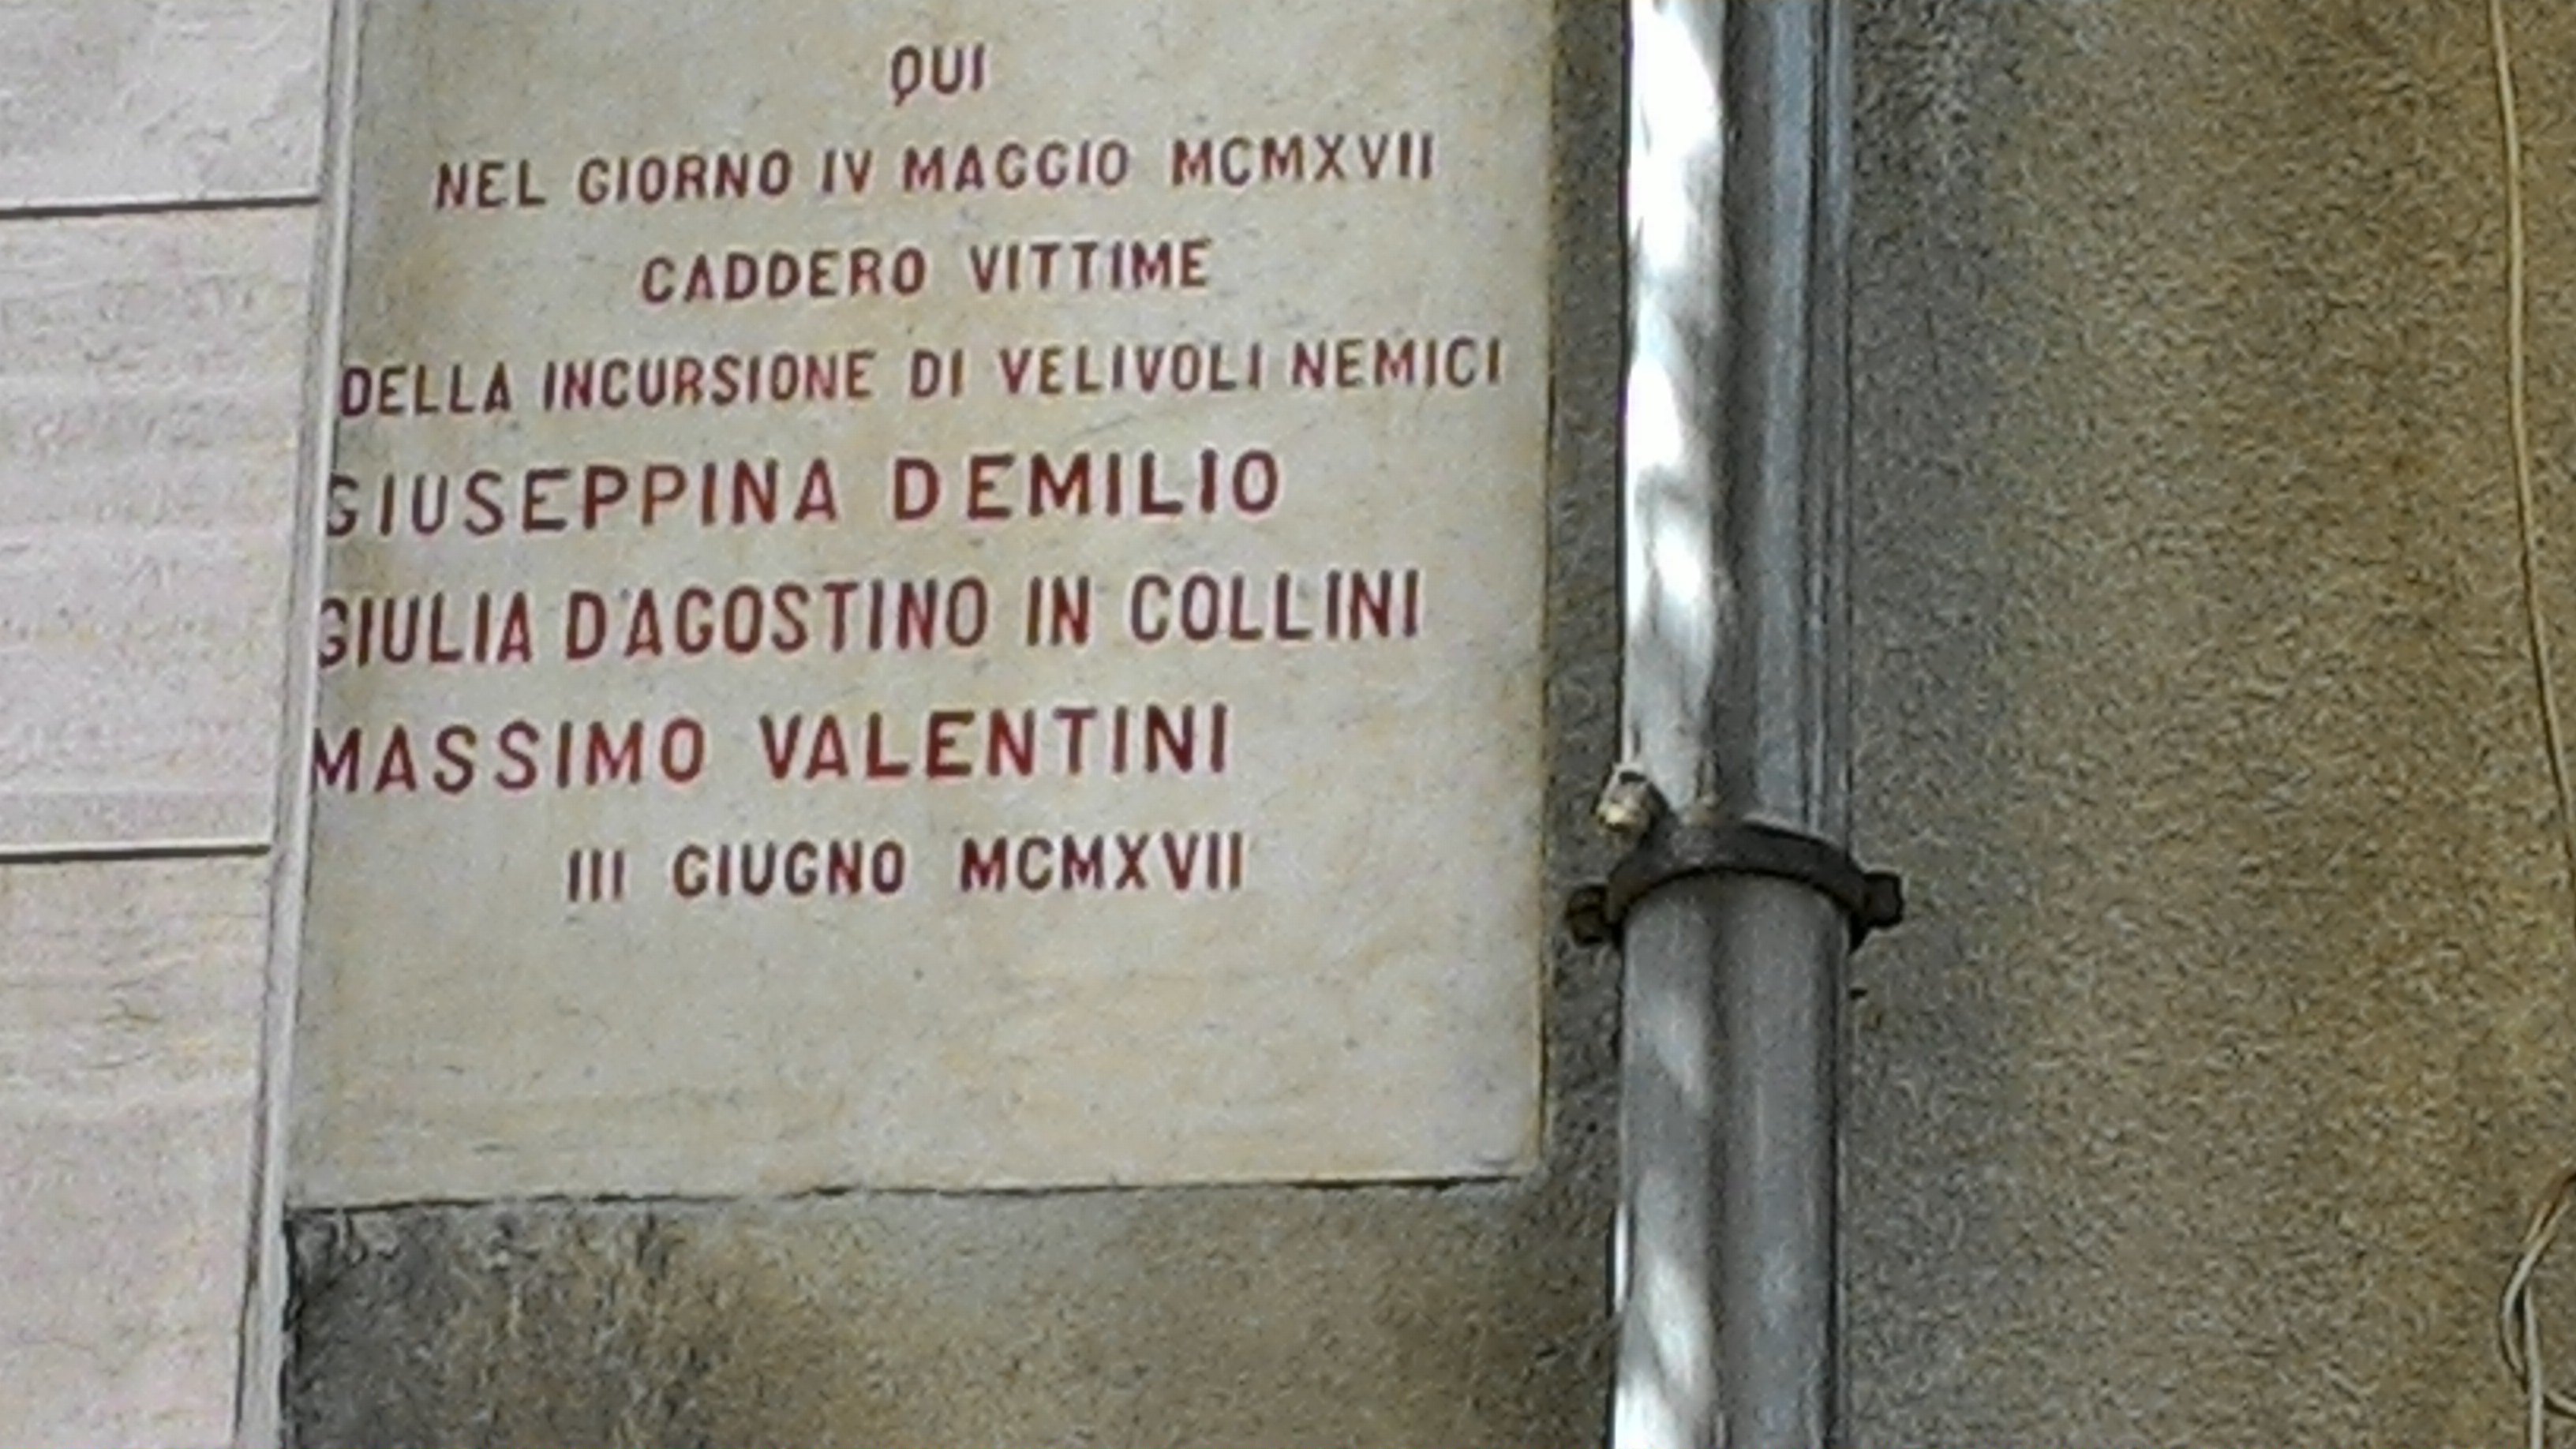 QUI
NEL GIORNO IV MAGGIO MCMXVII
CADDERO VITTIME
DELLA INCURSIONE DI VELIVOLI NEMICI
GIUSEPPINA DEMILIO
GIULIA D'AGOSTINO IN COLLINI
MASSIMO VALENTINI
III GIUGNO MCMXVII